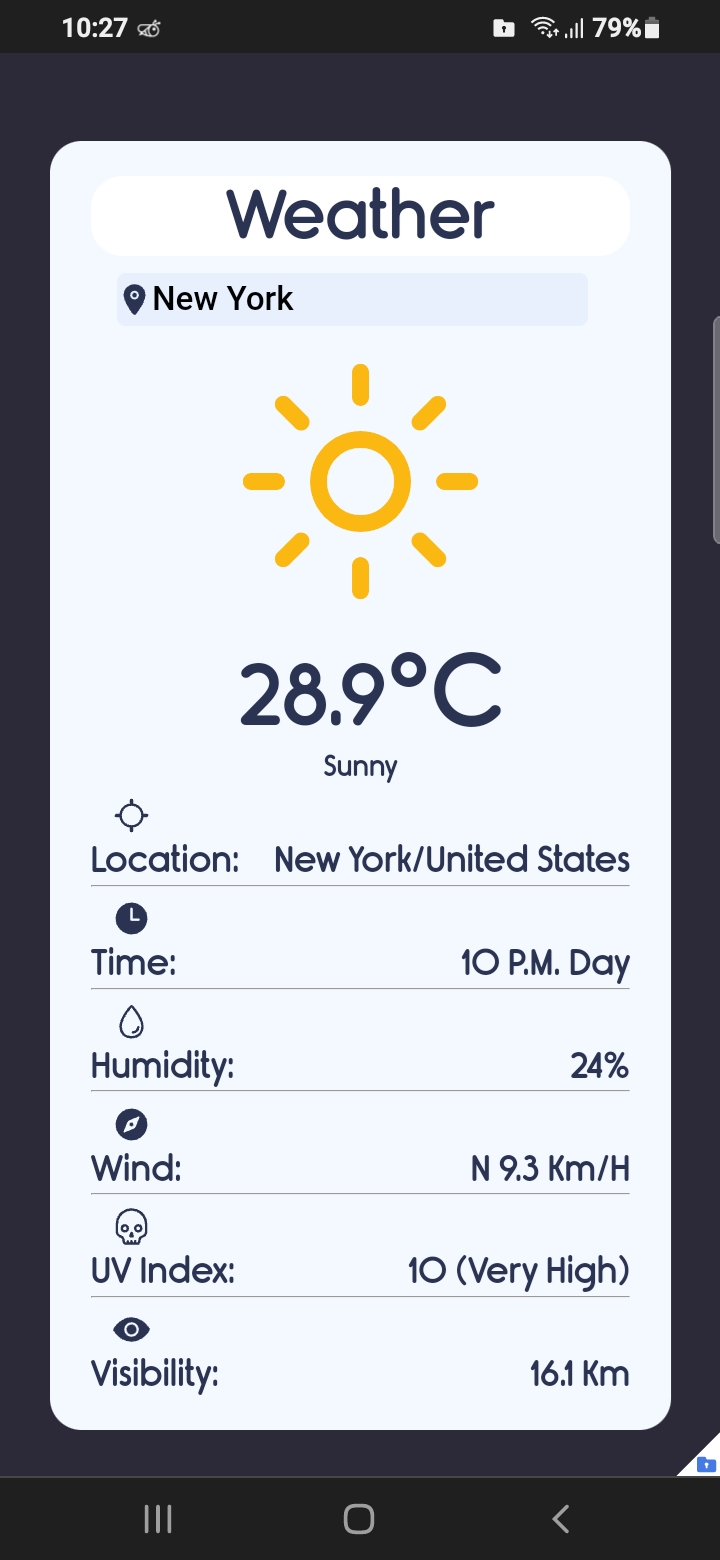 10:27 79%
Weather
New York
28.9°C
Sunny
Location: New York/United States
Time: 10 P.M. Day
Humidity: 24%
Wind: N 9.3 Km/H
UV Index: 10 (Very High)
Visibility: 16.1 Km